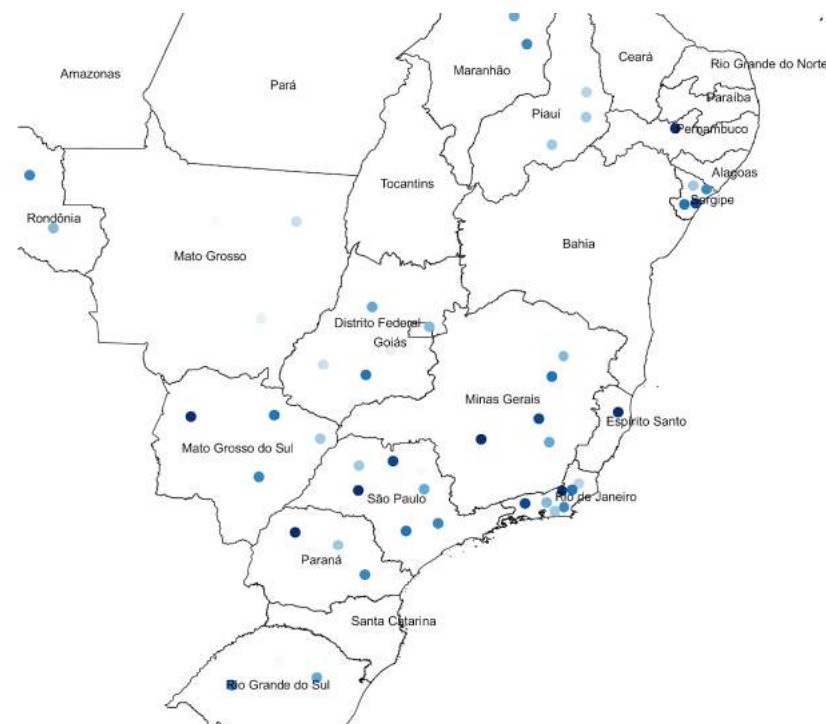 Ceará
Rio Grande do Norte
Maranhão
Amazonas
Pará
Paraíba
Piauí
Pernambuco
Alagoas
Tocantins
Sergipe
Rondônia
Bahia
Mato Grosso
Distrito Federal
Goiás
Minas Gerais
Espírito Santo
Mato Grosso do Sul
São Paulo
Rio de Janeiro
Paraná
Santa Catarina
Rio Grande do Sul